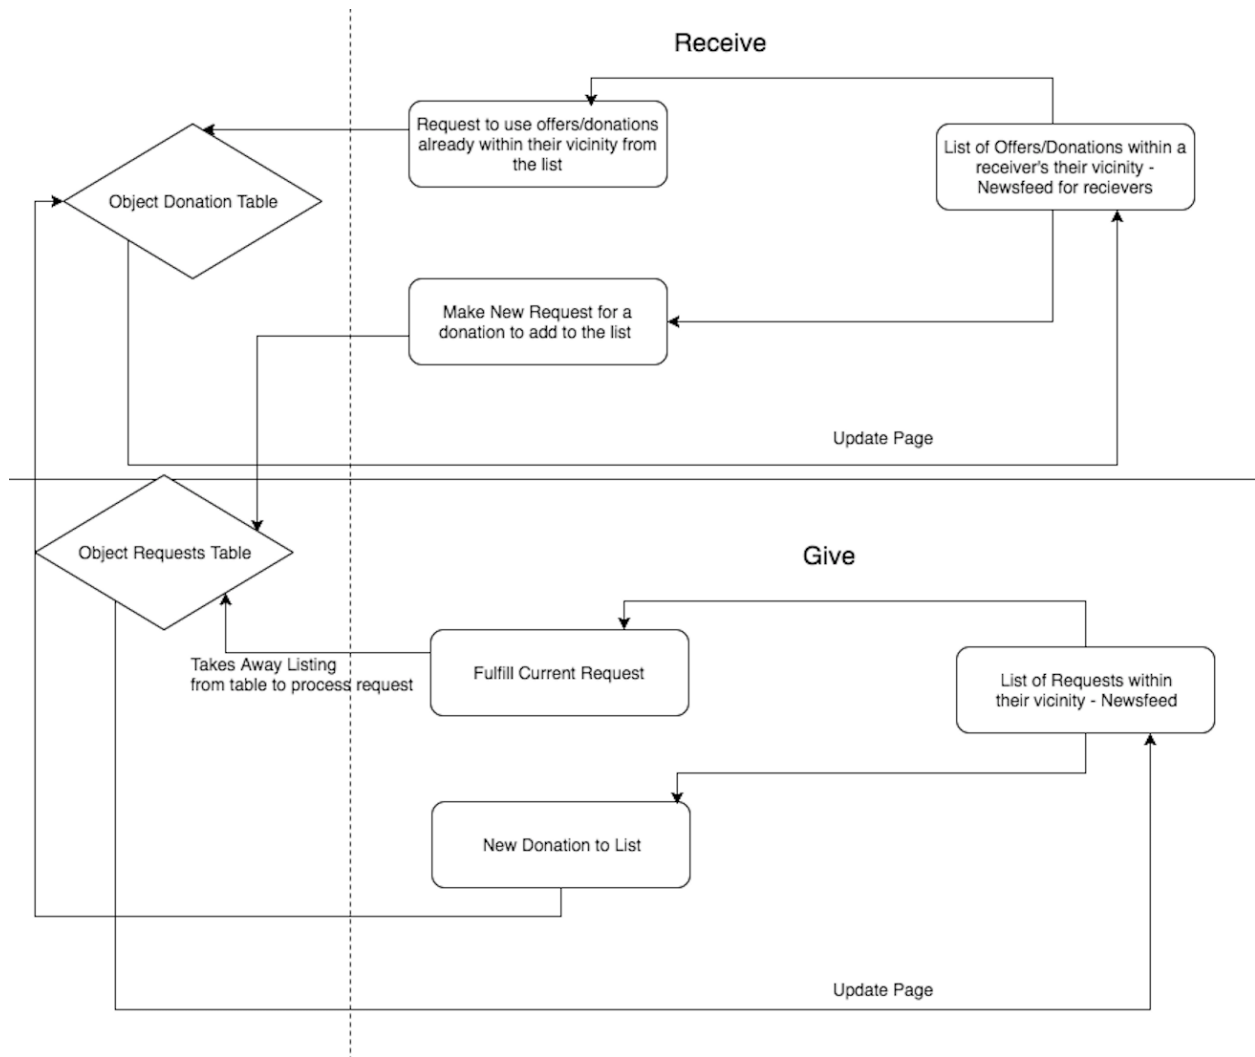 Receive
Request to use offers/donations
already within their vicinity from
the list
List of Offers/Donations within a
receiver's their vicinity -
Newsfeed for recievers
Object Donation Table
Make New Request for a
donation to add to the list
Update Page
Object Requests Table
Give
Takes Away Listing
from table to process request
Fulfill Current Request
List of Requests within
their vicinity - Newsfeed
New Donation to List
Update Page